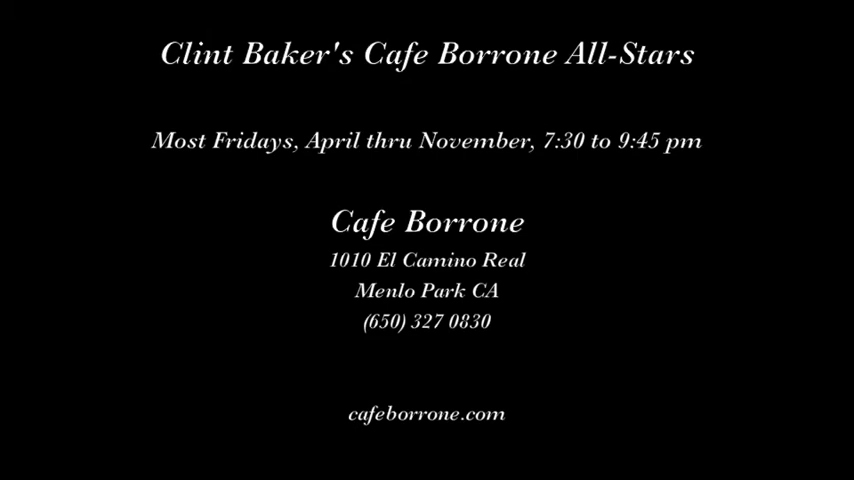 Clint Baker's Cafe Borrone All-Stars
Most Fridays, April thru November, 7:30 to 9:45 pm
Cafe Borrone
1010 El Camino Real
Menlo Park CA
(650) 327 0830
cafeborrone.com